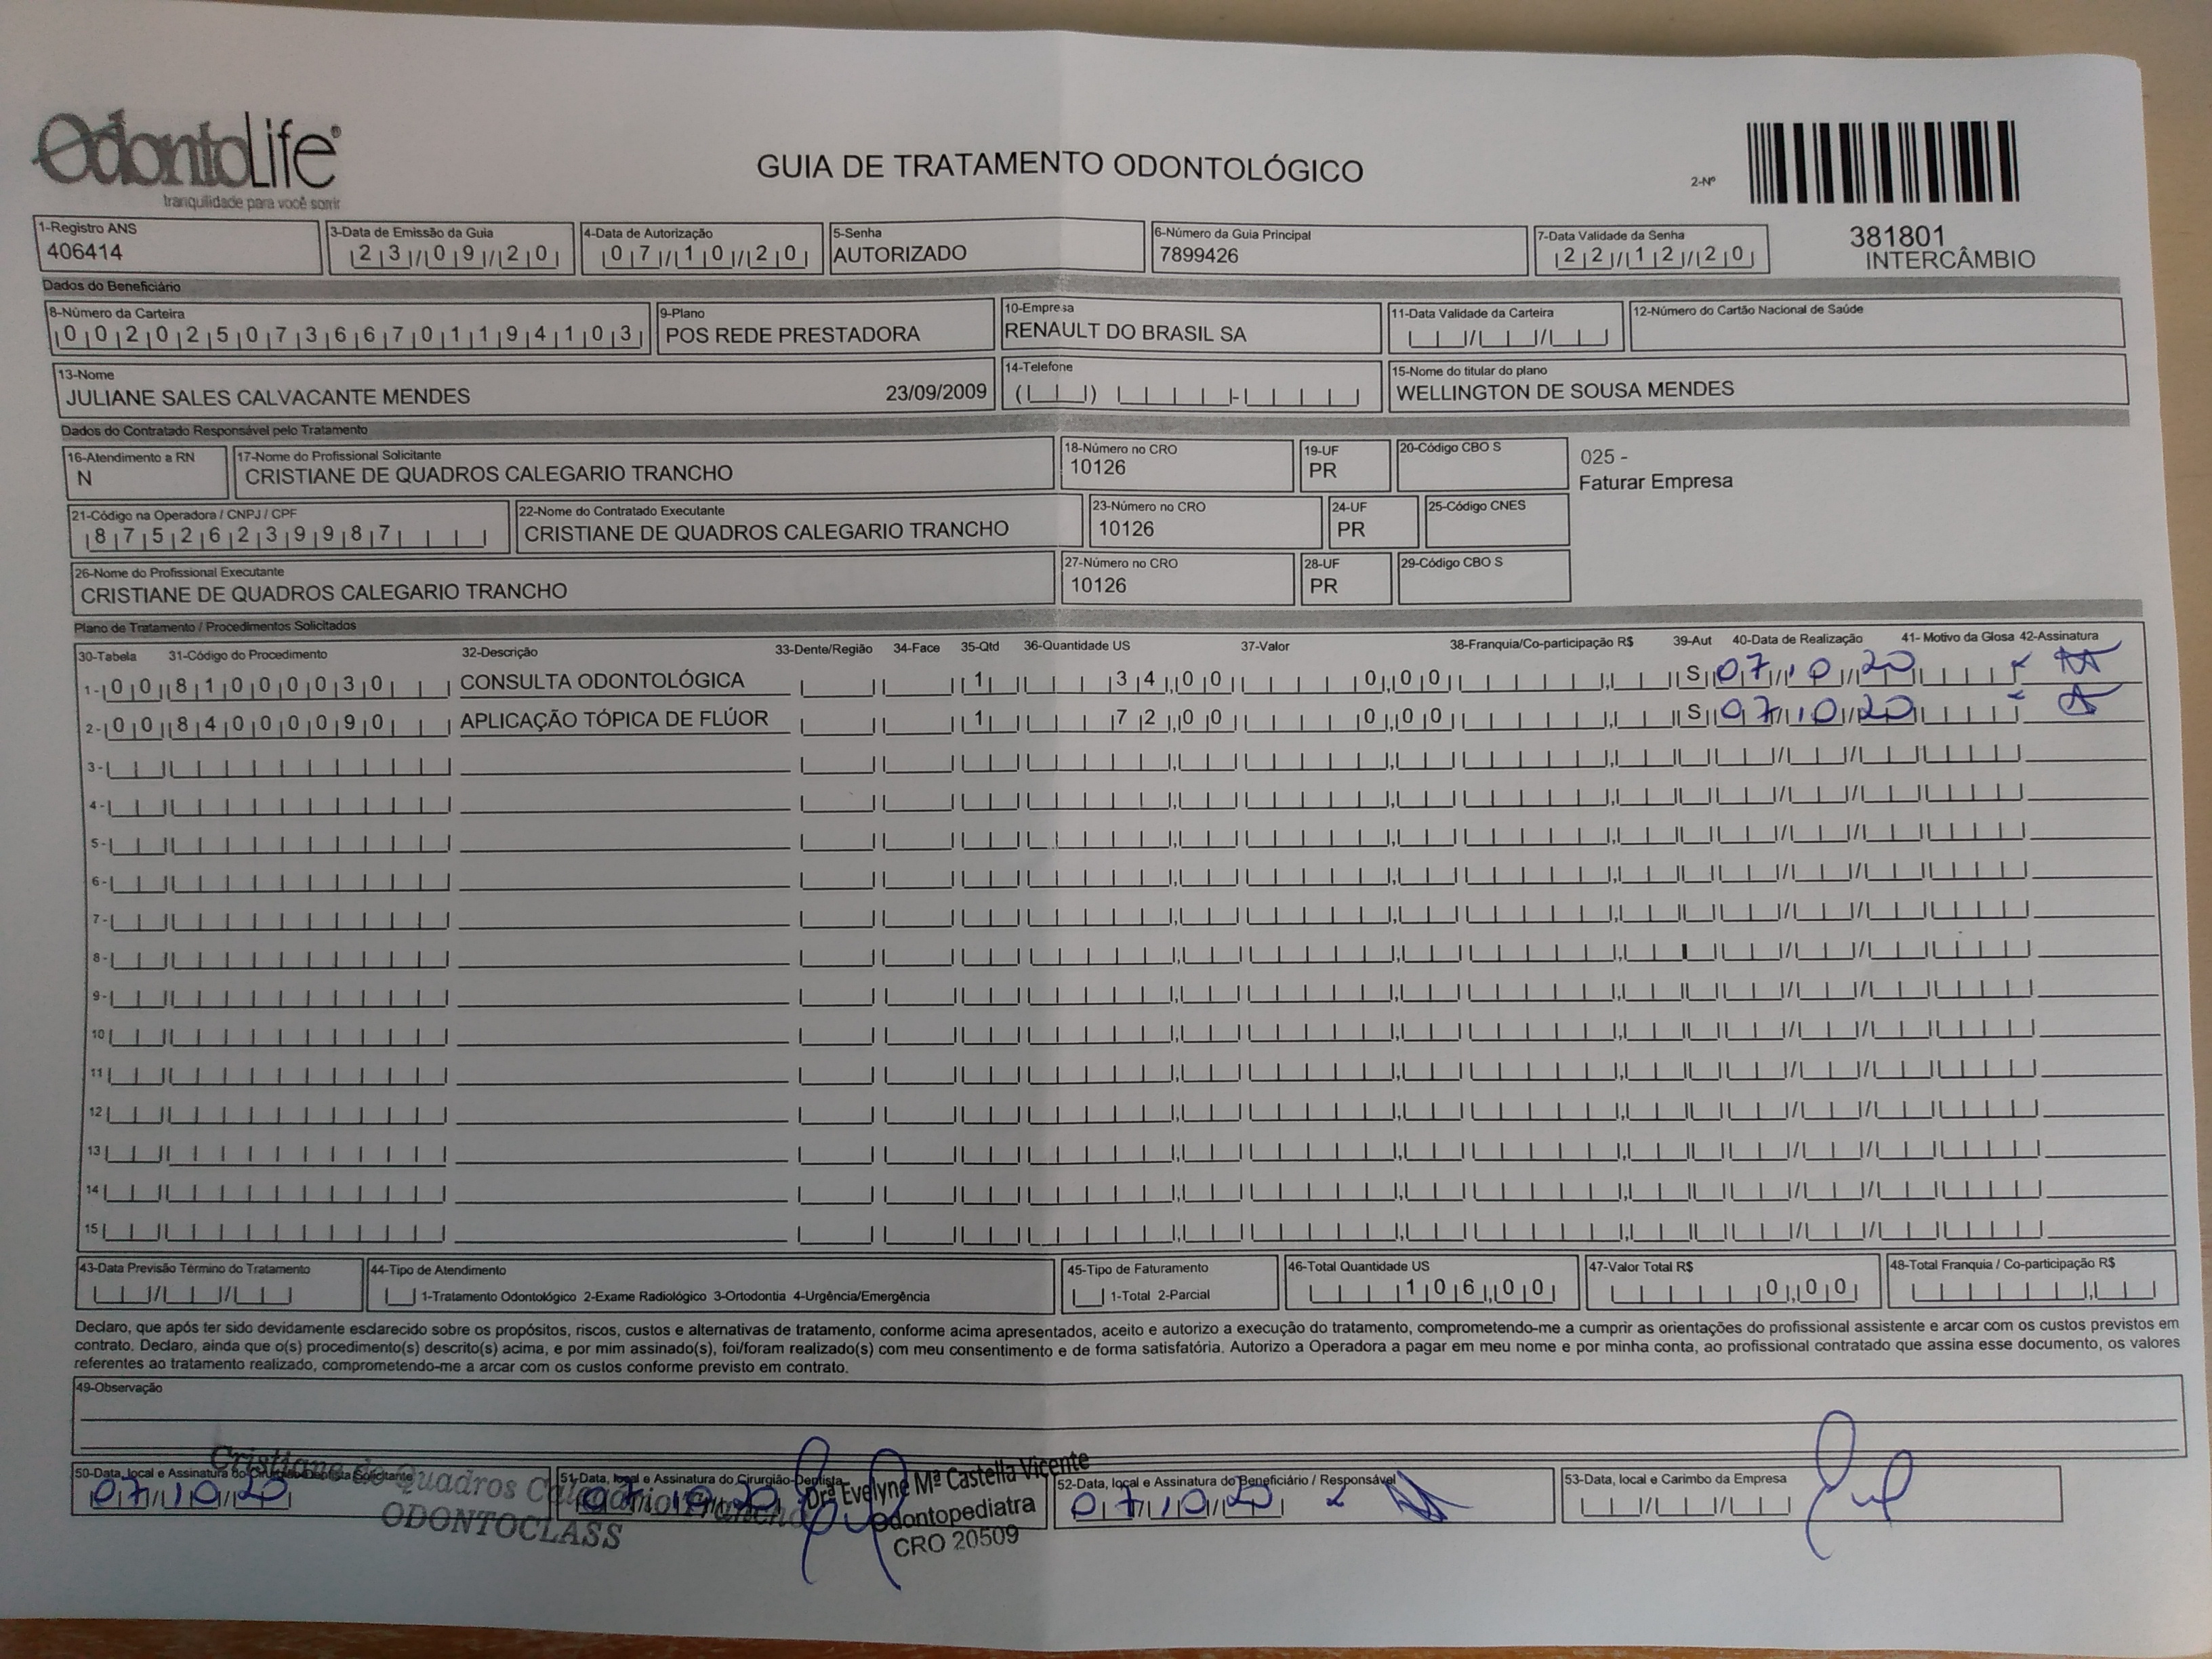 OdontoLife®
tranquilidade para você sorrir
GUIA DE TRATAMENTO ODONTOLÓGICO
2-Nº
381801
INTERCÂMBIO
1-Registro ANS
406414
3-Data de Emissão da Guia
23/09/20
4-Data de Autorização
07/10/20
5-Senha
AUTORIZADO
6-Número da Guia Principal
7899426
7-Data Validade da Senha
22/12/20
Dados do Beneficiário
8-Número da Carteira
00202507366701194103
9-Plano
POS REDE PRESTADORA
10-Empresa
RENAULT DO BRASIL SA
11-Data Validade da Carteira
12-Número do Cartão Nacional de Saúde
13-Nome
JULIANE SALES CALVACANTE MENDES 23/09/2009
14-Telefone
15-Nome do titular do plano
WELLINGTON DE SOUSA MENDES
Dados do Contratado Responsável pelo Tratamento
16-Atendimento a RN
N
17-Nome do Profissional Solicitante
CRISTIANE DE QUADROS CALEGARIO TRANCHO
18-Número no CRO
10126
19-UF
PR
20-Código CBO S
025 -
Faturar Empresa
21-Código na Operadora / CNPJ / CPF
87526239987
22-Nome do Contratado Executante
CRISTIANE DE QUADROS CALEGARIO TRANCHO
23-Número no CRO
10126
24-UF
PR
25-Código CNES
26-Nome do Profissional Executante
CRISTIANE DE QUADROS CALEGARIO TRANCHO
27-Número no CRO
10126
28-UF
PR
29-Código CBO S
Plano de Tratamento / Procedimentos Solicitados
30-Tabela 31-Código do Procedimento 32-Descrição 33-Dente/Região 34-Face 35-Qtd 36-Quantidade US 37-Valor 38-Franquia/Co-participação R$ 39-Aut 40-Data de Realização 41- Motivo da Glosa 42-Assinatura
1- 00 81000030 CONSULTA ODONTOLÓGICA 1 34,00 0,00 S 07/10/20
2- 00 84000090 APLICAÇÃO TÓPICA DE FLÚOR 1 72,00 0,00 S 07/10/20
3-
4-
5-
6-
7-
8-
9-
10
11
12
13
14
15
43-Data Previsão Término do Tratamento
44-Tipo de Atendimento
1-Tratamento Odontológico 2-Exame Radiológico 3-Ortodontia 4-Urgência/Emergência
45-Tipo de Faturamento
1-Total 2-Parcial
46-Total Quantidade US
106,00
47-Valor Total R$
0,00
48-Total Franquia / Co-participação R$
Declaro, que após ter sido devidamente esclarecido sobre os propósitos, riscos, custos e alternativas de tratamento, conforme acima apresentados, aceito e autorizo a execução do tratamento, comprometendo-me a cumprir as orientações do profissional assistente e arcar com os custos previstos em
contrato. Declaro, ainda que o(s) procedimento(s) descrito(s) acima, e por mim assinado(s), foi/foram realizado(s) com meu consentimento e de forma satisfatória. Autorizo a Operadora a pagar em meu nome e por minha conta, ao profissional contratado que assina esse documento, os valores
referentes ao tratamento realizado, comprometendo-me a arcar com os custos conforme previsto em contrato.
49-Observação
50-Data, local e Assinatura do Cirurgião-Dentista Solicitante
07/10/20
Cristiane de Quadros Calegario Trancho
ODONTOCLASS
51-Data, local e Assinatura do Cirurgião-Dentista
07/10/20
Drª Evelyne Mª Castella Vicente
Odontopediatra
CRO 20509
52-Data, local e Assinatura do Beneficiário / Responsável
07/10/20
53-Data, local e Carimbo da Empresa